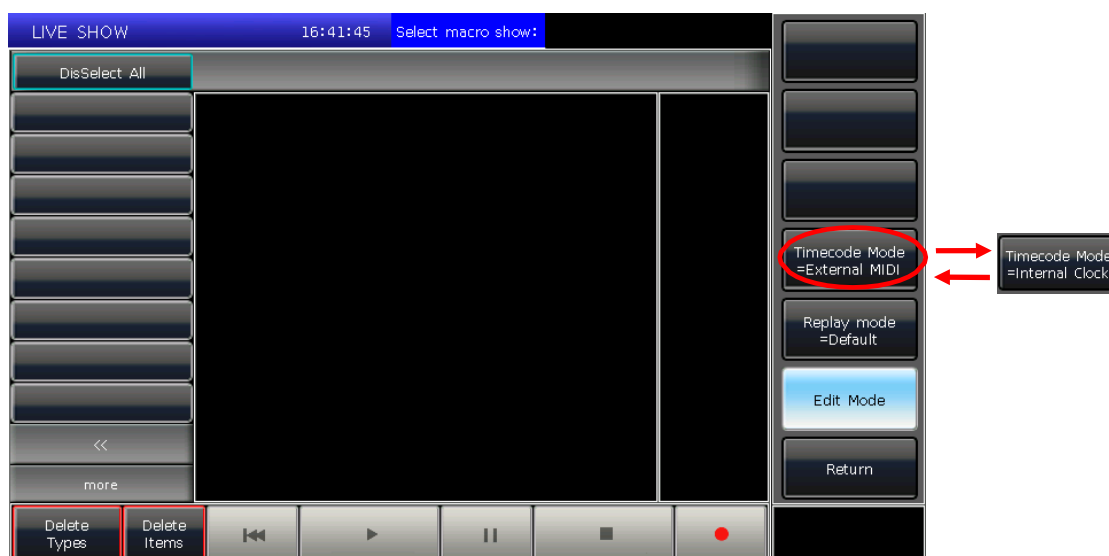 LIVE SHOW 16:41:45 Select macro show:
DisSelect All
Timecode Mode
=External MIDI
Timecode Mode
=Internal Clock
Replay mode
=Default
Edit Mode
<<
Return
more
Delete
Types
Delete
Items